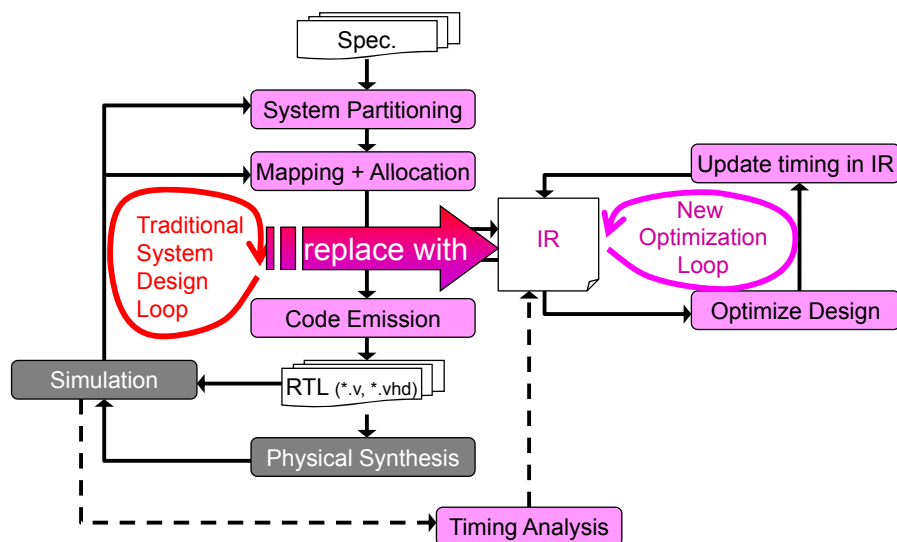 Spec.
System Partitioning
Mapping + Allocation
Update timing in IR
Traditional
System
Design
Loop
replace with
IR
New
Optimization
Loop
Code Emission
Optimize Design
Simulation
RTL (*.v, *.vhd)
Physical Synthesis
Timing Analysis